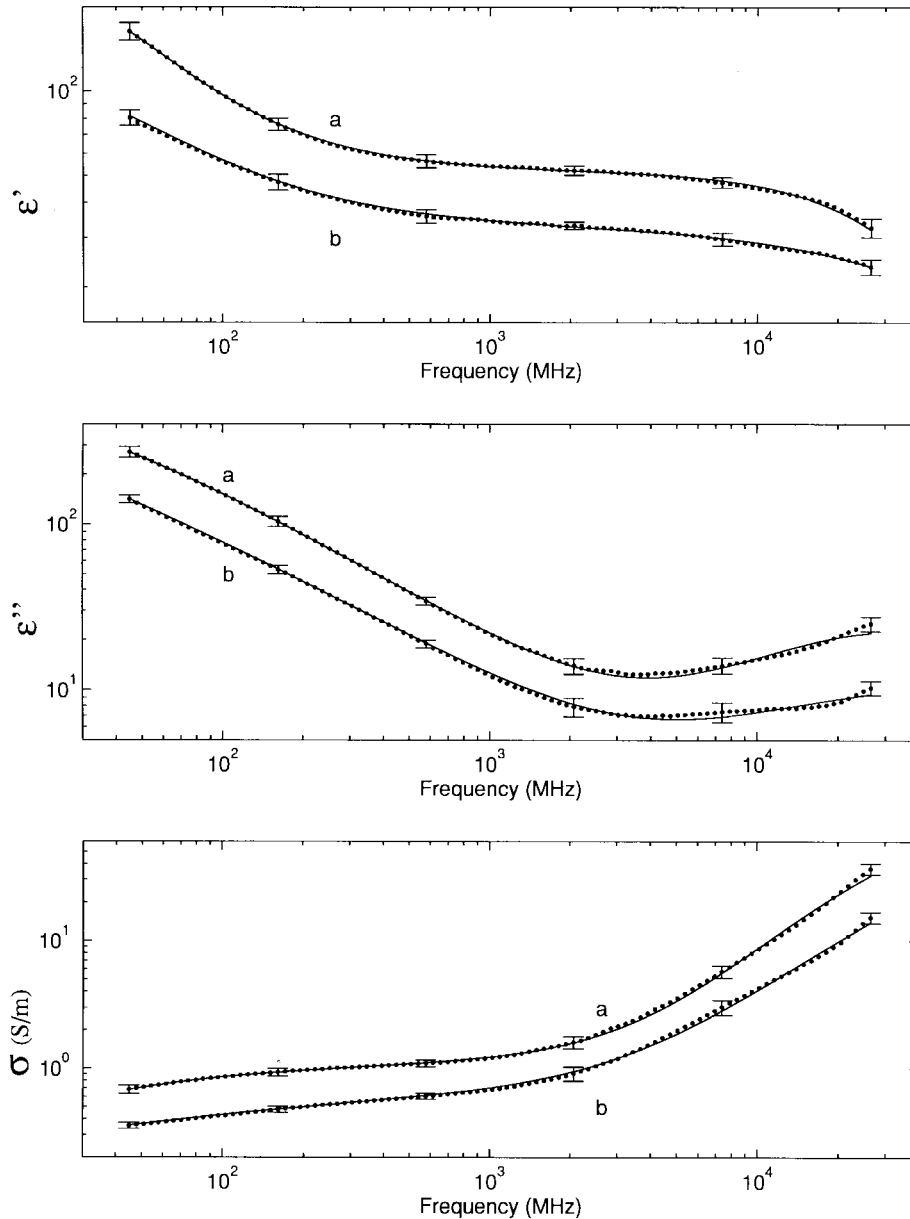 10²
ε'
a
b
10² 10³ 10⁴
Frequency (MHz)
10²
10¹
ε''
a
b
10² 10³ 10⁴
Frequency (MHz)
10¹
10⁰
σ (S/m)
a
b
10² 10³ 10⁴
Frequency (MHz)